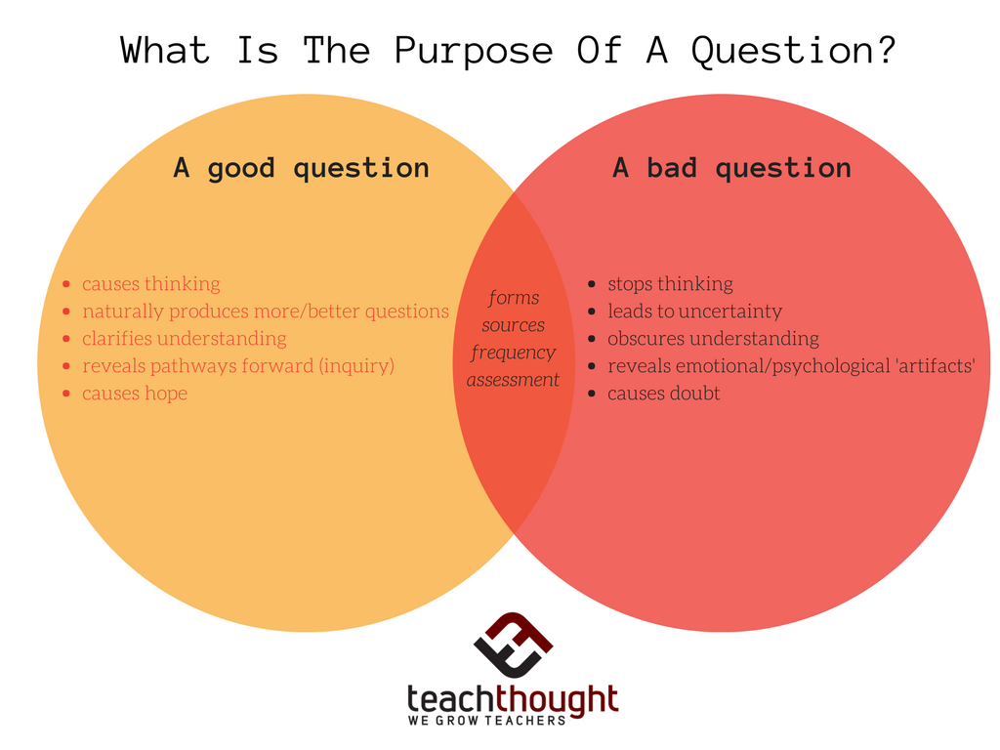 What Is The Purpose Of A Question?
A good question
• causes thinking
• naturally produces more/better questions
• clarifies understanding
• reveals pathways forward (inquiry)
• causes hope
forms
sources
frequency
assessment
A bad question
• stops thinking
• leads to uncertainty
• obscures understanding
• reveals emotional/psychological 'artifacts'
• causes doubt
teachthought
WE GROW TEACHERS